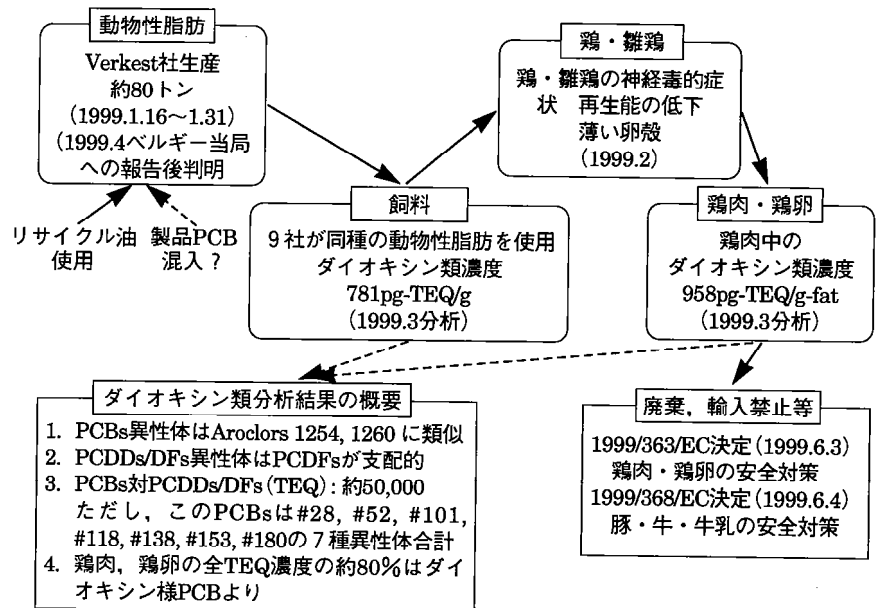 動物性脂肪
Verkest社生産
約80トン
(1999.1.16～1.31)
(1999.4ベルギー当局
への報告後判明
リサイクル油
使用
製品PCB
混入？
鶏・雛鶏
鶏・雛鶏の神経毒的症
状　再生能の低下
薄い卵殻
(1999.2)
飼料
９社が同種の動物性脂肪を使用
ダイオキシン類濃度
781pg-TEQ/g
(1999.3分析)
鶏肉・鶏卵
鶏肉中の
ダイオキシン類濃度
958pg-TEQ/g-fat
(1999.3分析)
ダイオキシン類分析結果の概要
1. PCBs異性体はAroclors 1254, 1260 に類似
2. PCDDs/DFs異性体はPCDFsが支配的
3. PCBs対PCDDs/DFs(TEQ)：約50,000
ただし，このPCBsは#28, #52, #101,
#118, #138, #153, #180の７種異性体合計
4. 鶏肉，鶏卵の全TEQ濃度の約80%はダイ
オキシン様PCBより
廃棄，輸入禁止等
1999/363/EC決定(1999.6.3)
鶏肉・鶏卵の安全対策
1999/368/EC決定(1999.6.4)
豚・牛・牛乳の安全対策